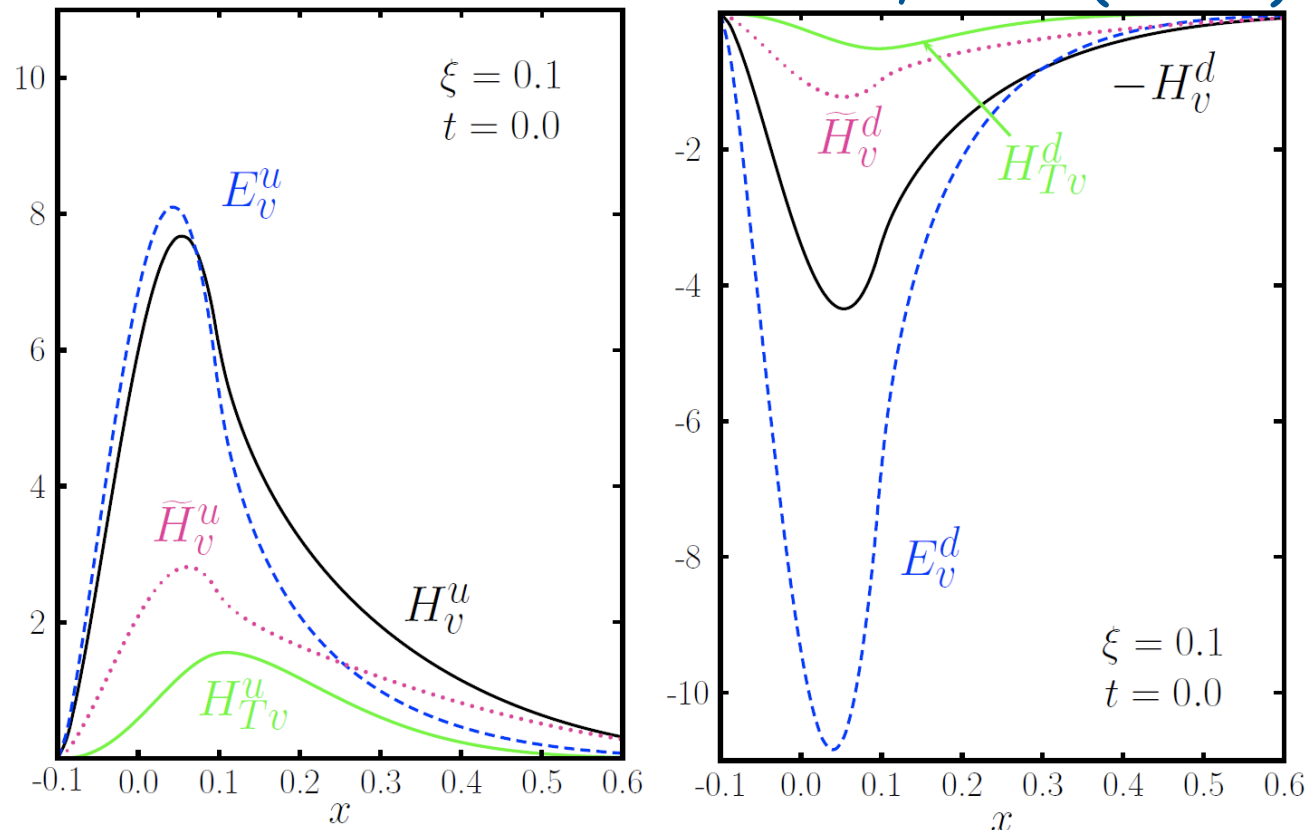 10
8
6
4
2
-0.1 0.0 0.1 0.2 0.3 0.4 0.5 0.6
x
ξ = 0.1
t = 0.0
E_v^u
H̃_v^u
H_v^u
H_{Tv}^u
-2
-4
-6
-8
-10
-0.1 0.0 0.1 0.2 0.3 0.4 0.5 0.6
x
−H_v^d
H̃_v^d
H_{Tv}^d
E_v^d
ξ = 0.1
t = 0.0